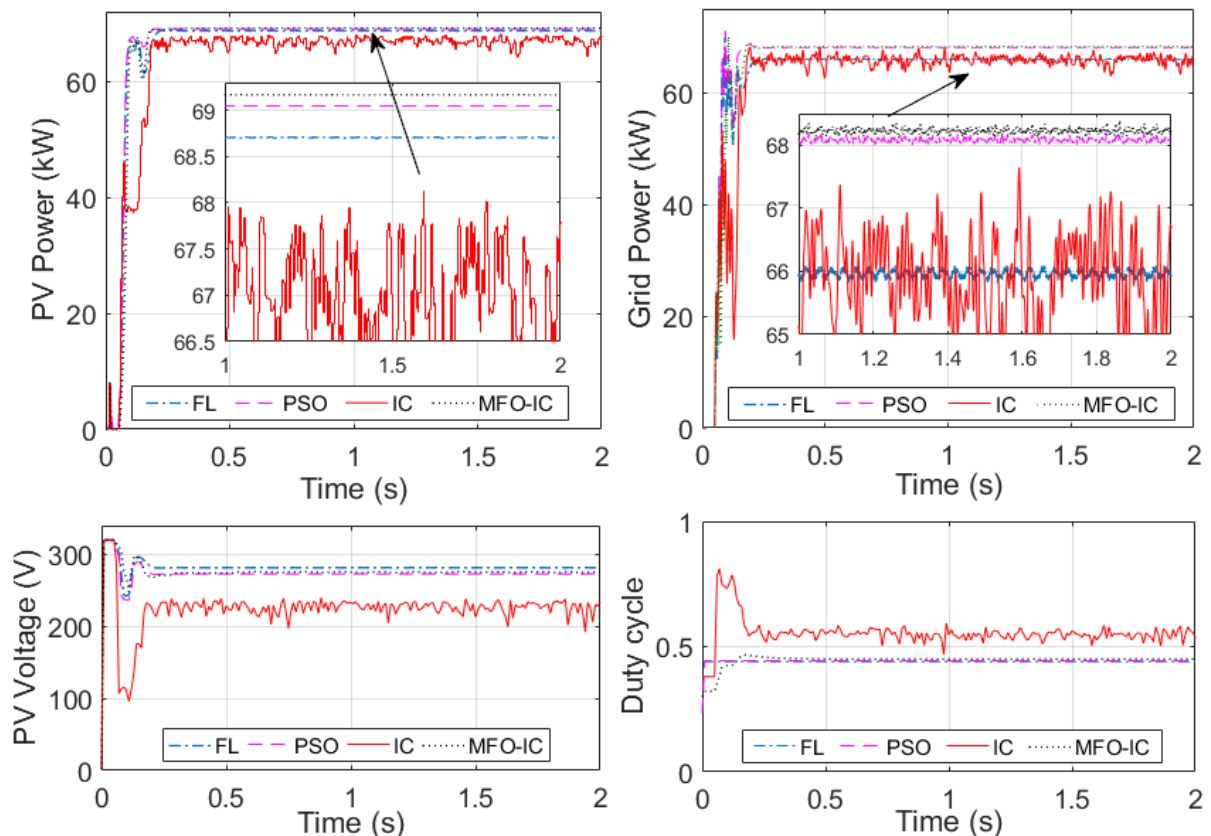 PV Power (kW)
60
40
20
0
69
68.5
68
67.5
67
66.5
1
1.5
2
FL
PSO
IC
MFO-IC
0
0.5
1
1.5
2
Time (s)
Grid Power (kW)
60
40
20
0
68
67
66
65
1
1.2
1.4
1.6
1.8
2
FL
PSO
IC
MFO-IC
0
0.5
1
1.5
2
Time (s)
PV Voltage (V)
300
200
100
0
FL
PSO
IC
MFO-IC
0
0.5
1
1.5
2
Time (s)
Duty cycle
1
0.5
0
FL
PSO
IC
MFO-IC
0
0.5
1
1.5
2
Time (s)